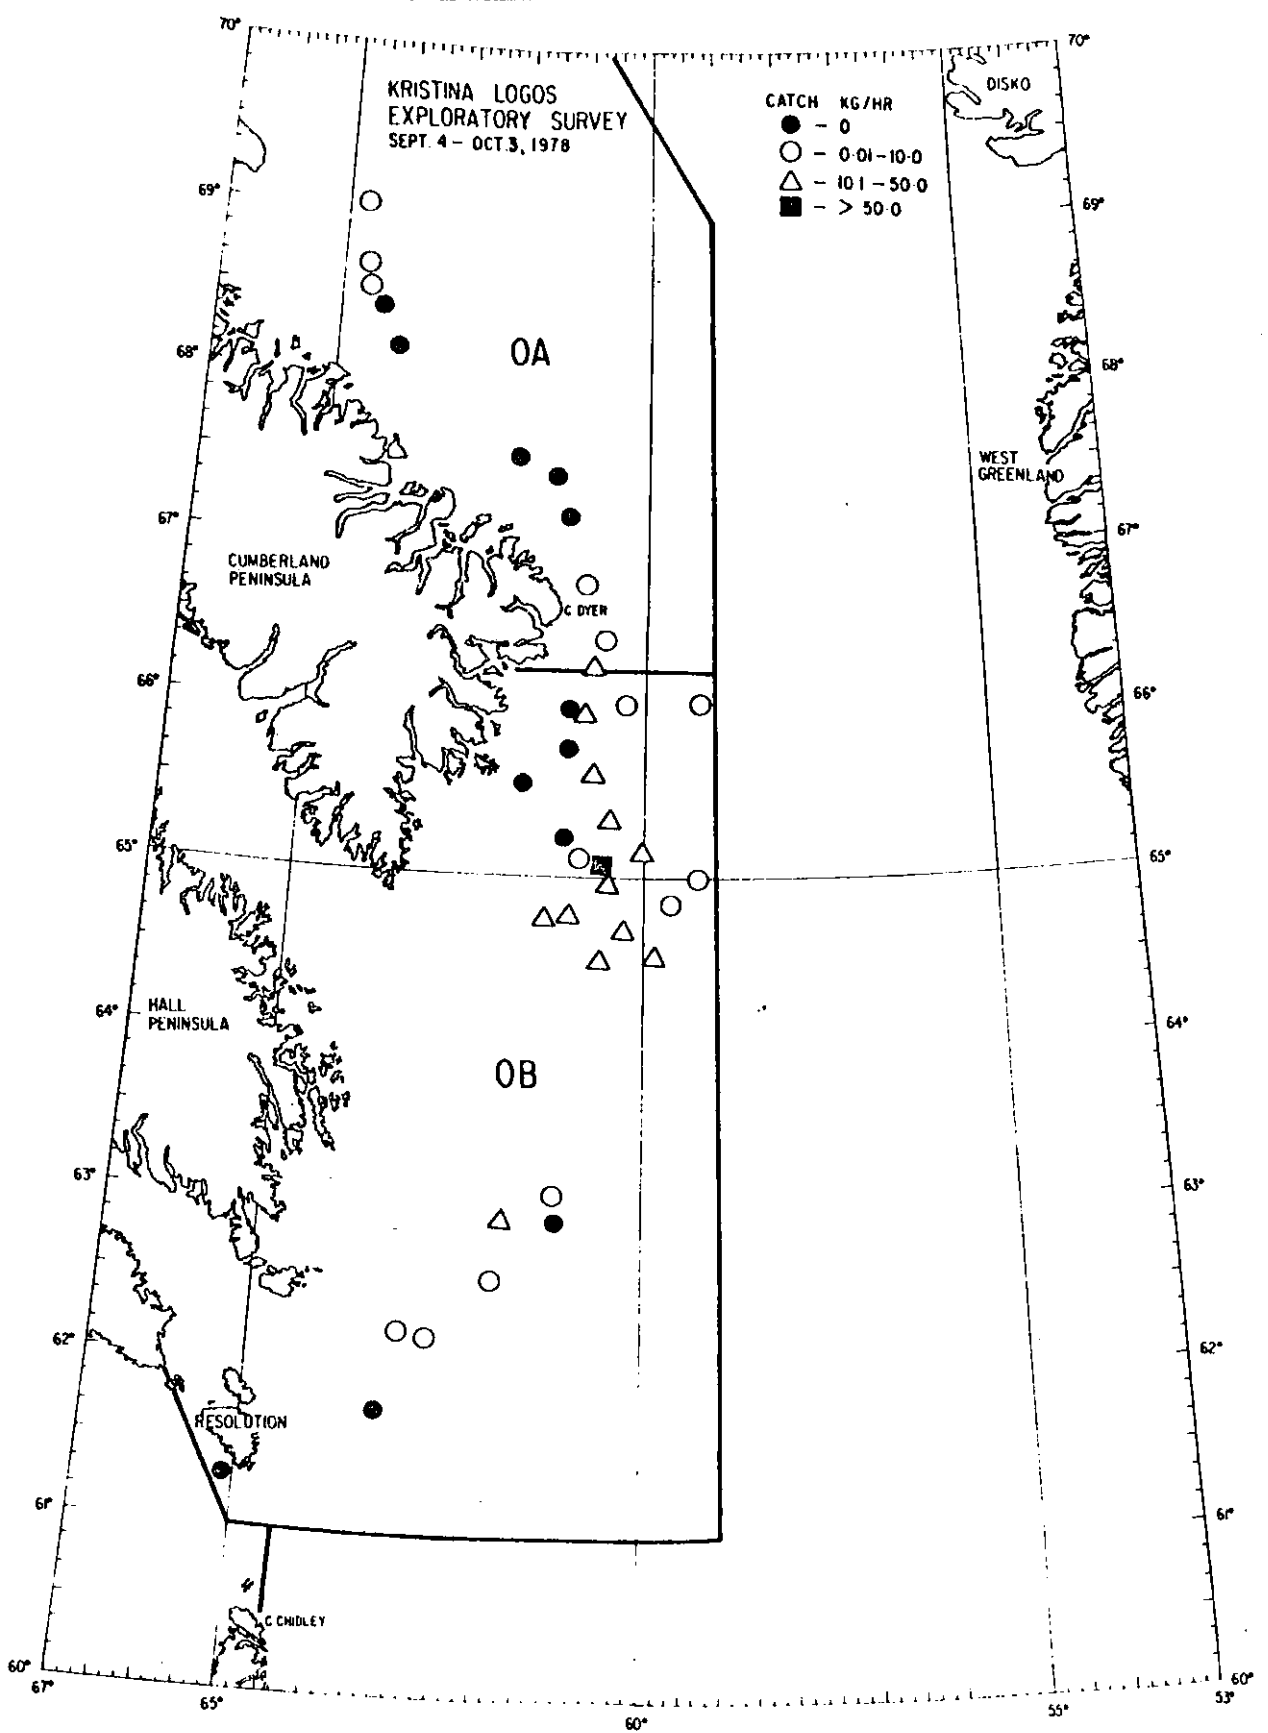 KRISTINA LOGOS
EXPLORATORY SURVEY
SEPT. 4 – OCT. 3, 1978
CATCH KG/HR
– 0
– 0·01–10·0
– 10·1 – 50·0
– > 50·0
DISKO
OA
WEST
GREENLAND
CUMBERLAND
PENINSULA
C DYER
HALL
PENINSULA
OB
RESOLUTION
C CHIDLEY
70°
69°
68°
67°
66°
65°
64°
63°
62°
61°
60°
70°
69°
68°
67°
66°
65°
64°
63°
62°
61°
60°
67°
65°
60°
55°
53°